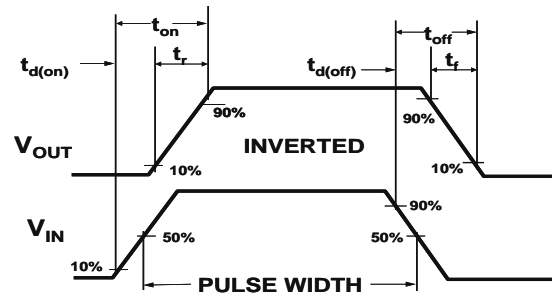 ton
toff
td(on)
tr
td(off)
tf
90%
90%
VOUT
INVERTED
10%
10%
90%
VIN
50%
50%
10%
PULSE WIDTH